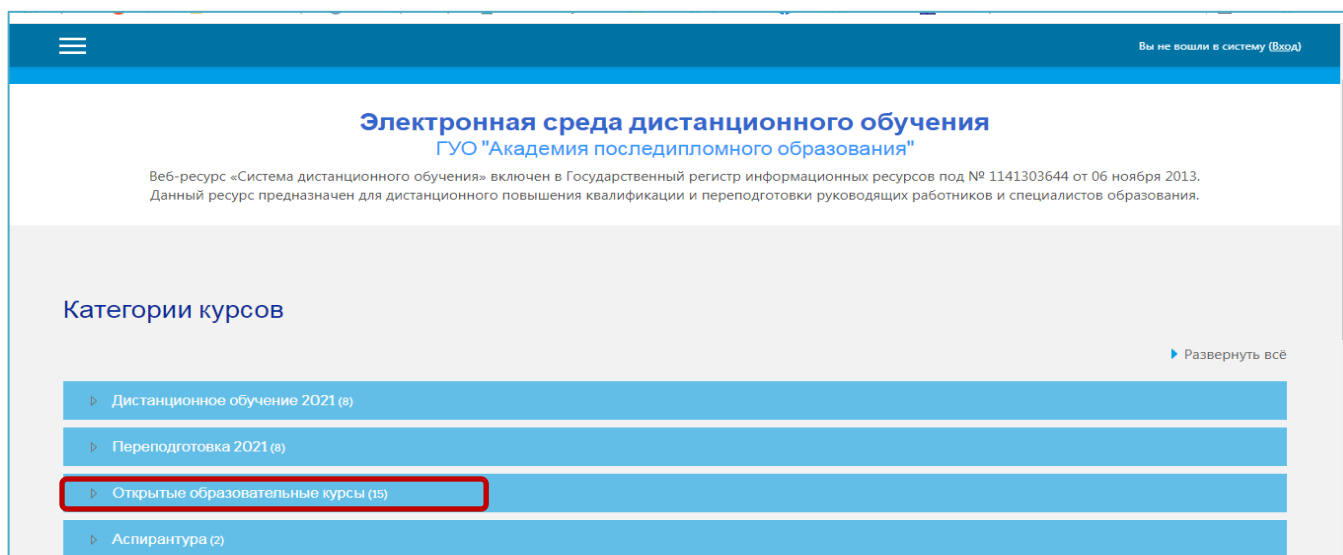 Вы не вошли в систему (Вход)
Электронная среда дистанционного обучения
ГУО "Академия последипломного образования"
Веб-ресурс «Система дистанционного обучения» включен в Государственный регистр информационных ресурсов под № 1141303644 от 06 ноября 2013.
Данный ресурс предназначен для дистанционного повышения квалификации и переподготовки руководящих работников и специалистов образования.
Категории курсов
Развернуть всё
Дистанционное обучение 2021 (8)
Переподготовка 2021 (8)
Открытые образовательные курсы (15)
Аспирантура (2)